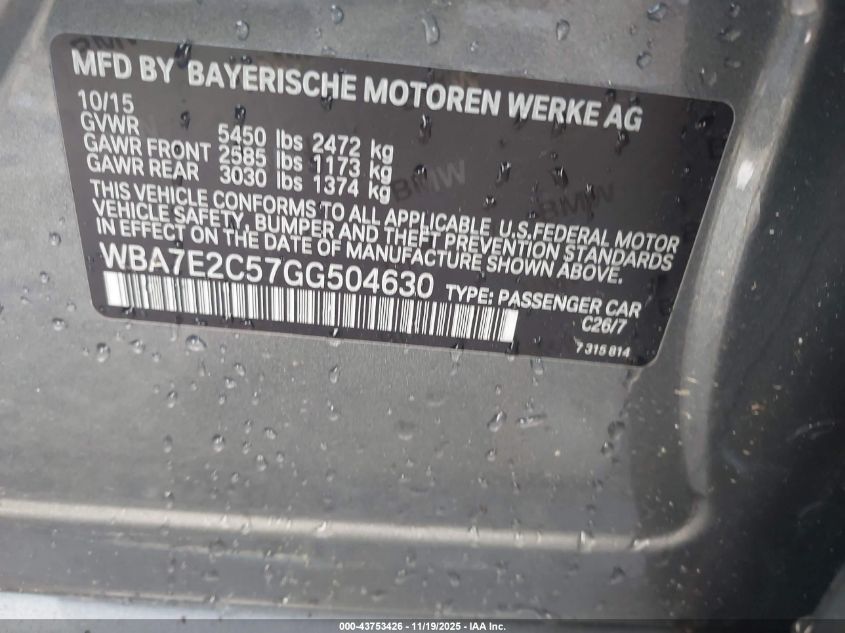 MFD BY BAYERISCHE MOTOREN WERKE AG
10/15
GVWR 5450 lbs 2472 kg
GAWR FRONT 2585 lbs 1173 kg
GAWR REAR 3030 lbs 1374 kg
THIS VEHICLE CONFORMS TO ALL APPLICABLE U.S.FEDERAL MOTOR
VEHICLE SAFETY, BUMPER AND THEFT PREVENTION STANDARDS
IN EFFECT ON THE DATE OF MANUFACTURE SHOWN ABOVE.
WBA7E2C57GG504630 TYPE: PASSENGER CAR
C26/7
7 315 814
000-43753426 - 11/19/2025 - IAA Inc.